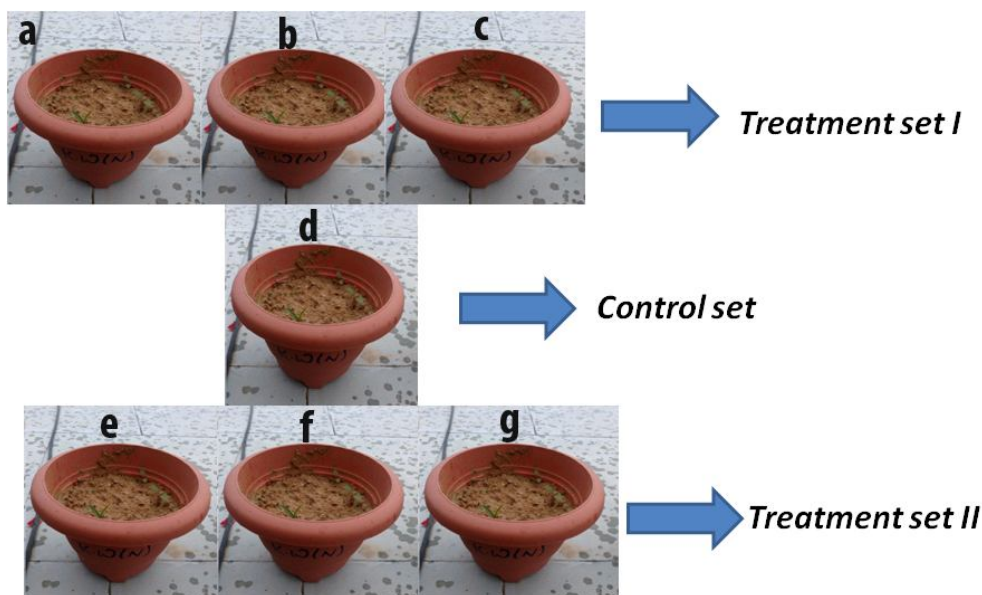 a b c
Treatment set I
d
Control set
e f g
Treatment set II